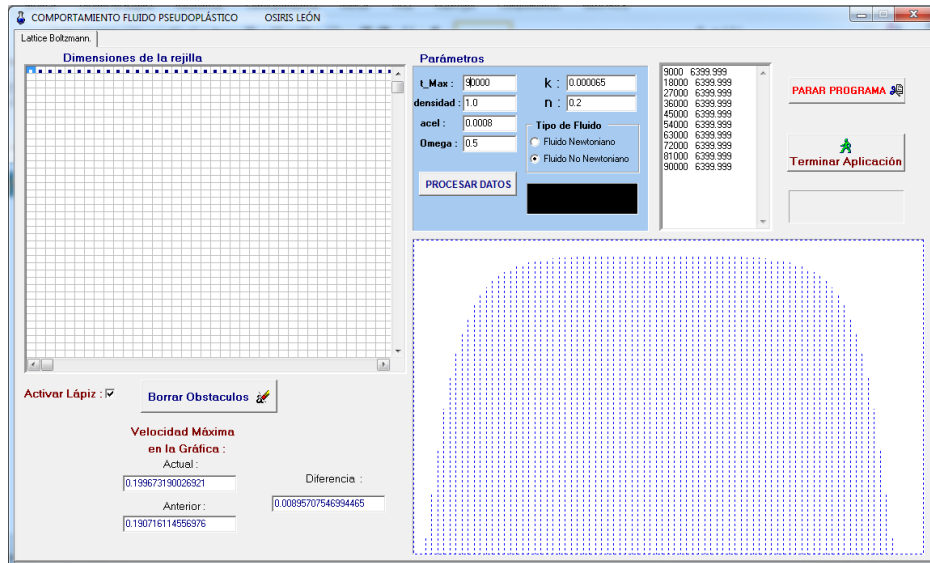 COMPORTAMIENTO FLUIDO PSEUDOPLÁSTICO OSIRIS LEÓN
Lattice Boltzmann.
Dimensiones de la rejilla
Parámetros
t_Max : 90000
densidad : 1.0
acel : 0.0008
Omega : 0.5
k : 0.000065
n : 0.2
Tipo de Fluido
Fluido Newtoniano
Fluido No Newtoniano
PROCESAR DATOS
9000 6399.999
18000 6399.999
27000 6399.999
36000 6399.999
45000 6399.999
54000 6399.999
63000 6399.999
72000 6399.999
81000 6399.999
90000 6399.999
PARAR PROGRAMA
Terminar Aplicación
Activar Lápiz :
Borrar Obstaculos
Velocidad Máxima
en la Gráfica :
Actual :
0.199673190026921
Anterior :
0.190716114556976
Diferencia :
0.00895707546994465